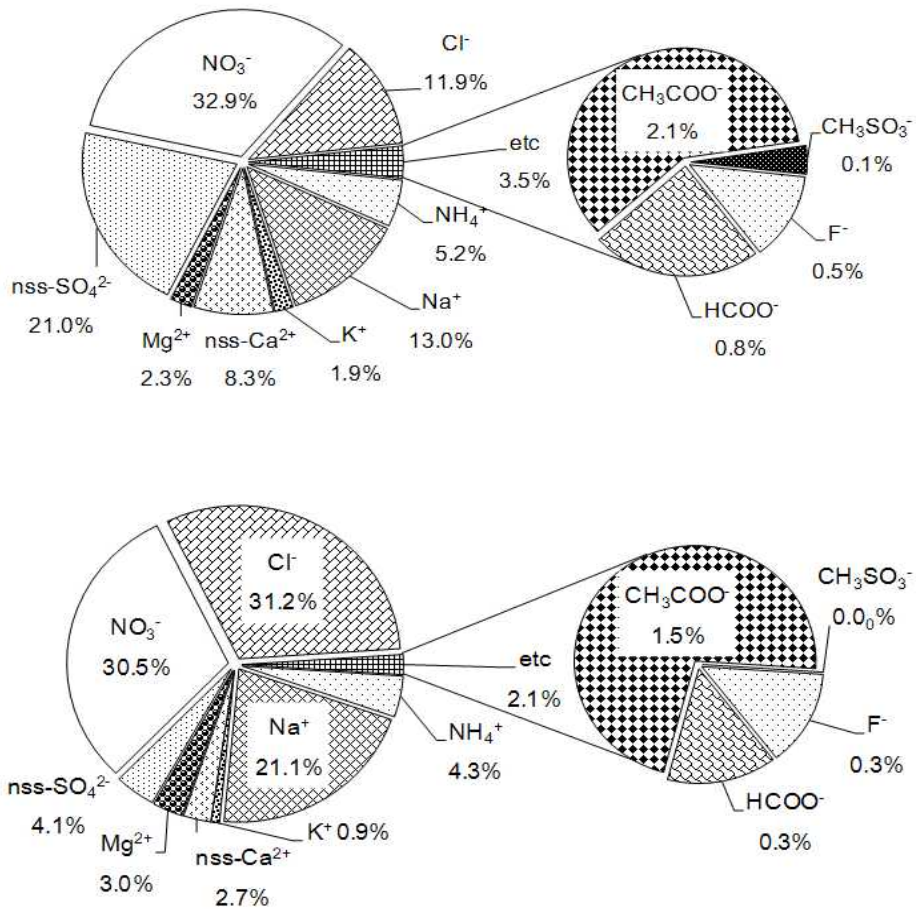 NO₃⁻
32.9%
Cl⁻
11.9%
etc
3.5%
NH₄⁺
5.2%
Na⁺
13.0%
K⁺
1.9%
nss-Ca²⁺
8.3%
Mg²⁺
2.3%
nss-SO₄²⁻
21.0%
CH₃COO⁻
2.1%
CH₃SO₃⁻
0.1%
F⁻
0.5%
HCOO⁻
0.8%
Cl⁻
31.2%
NO₃⁻
30.5%
etc
2.1%
NH₄⁺
4.3%
Na⁺
21.1%
K⁺ 0.9%
nss-Ca²⁺
2.7%
Mg²⁺
3.0%
nss-SO₄²⁻
4.1%
CH₃COO⁻
1.5%
CH₃SO₃⁻
0.0₀%
F⁻
0.3%
HCOO⁻
0.3%